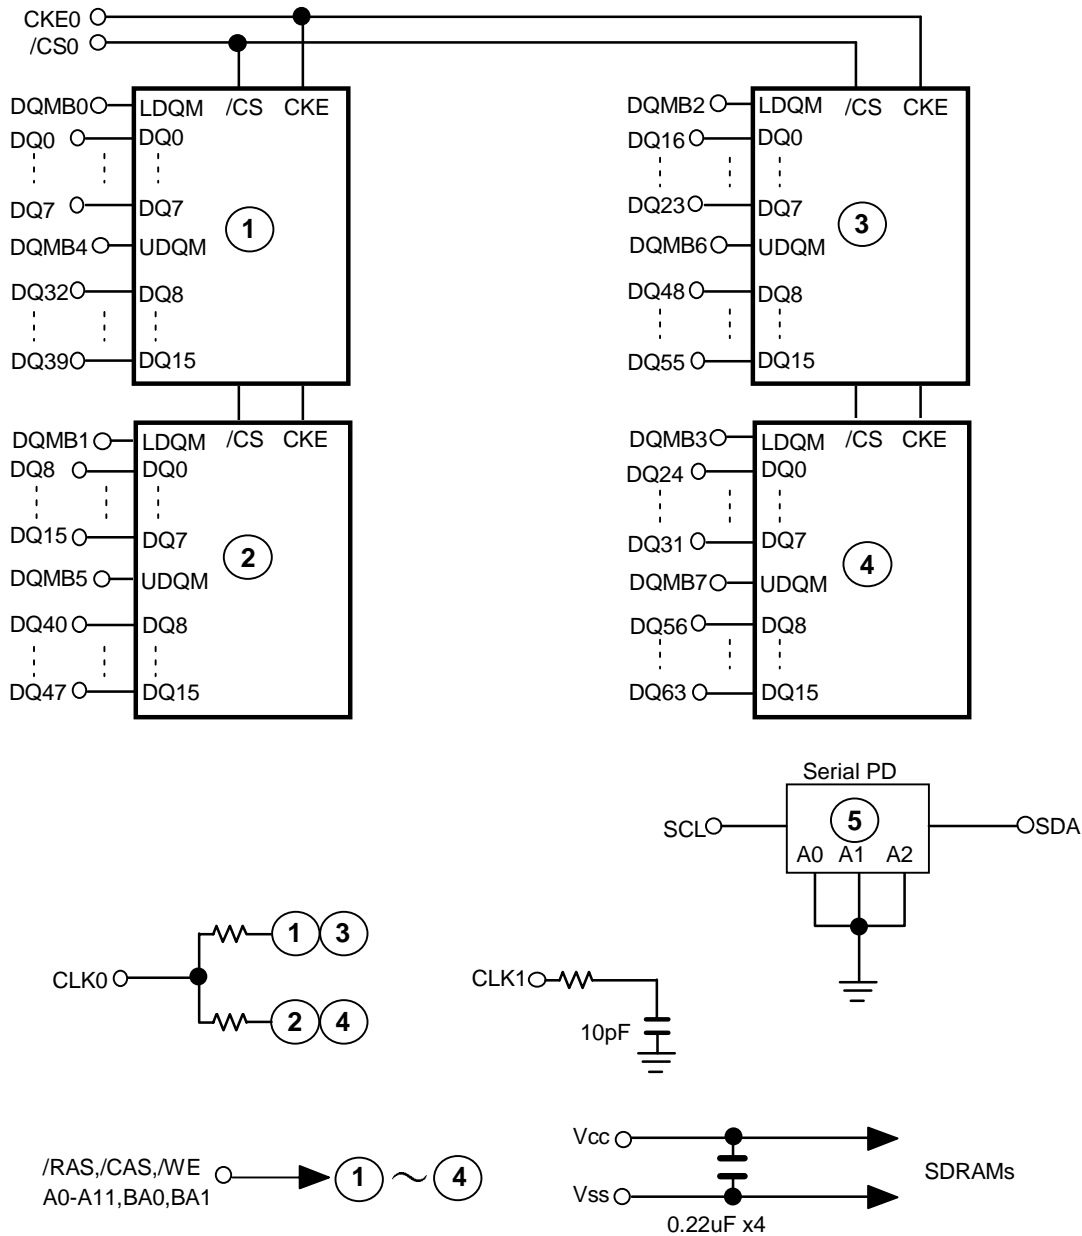 CKE0
/CS0
DQMB0 LDQM /CS CKE
DQ0 DQ0
DQ7 DQ7
1
DQMB4 UDQM
DQ32 DQ8
DQ39 DQ15
DQMB2 LDQM /CS CKE
DQ16 DQ0
DQ23 DQ7
3
DQMB6 UDQM
DQ48 DQ8
DQ55 DQ15
DQMB1 LDQM /CS CKE
DQ8 DQ0
DQ15 DQ7
2
DQMB5 UDQM
DQ40 DQ8
DQ47 DQ15
DQMB3 LDQM /CS CKE
DQ24 DQ0
DQ31 DQ7
4
DQMB7 UDQM
DQ56 DQ8
DQ63 DQ15
Serial PD
SCL 5 SDA
A0 A1 A2
CLK0
1 3
2 4
CLK1
10pF
/RAS,/CAS,/WE
A0-A11,BA0,BA1
1 ~ 4
Vcc
Vss
SDRAMs
0.22uF x4